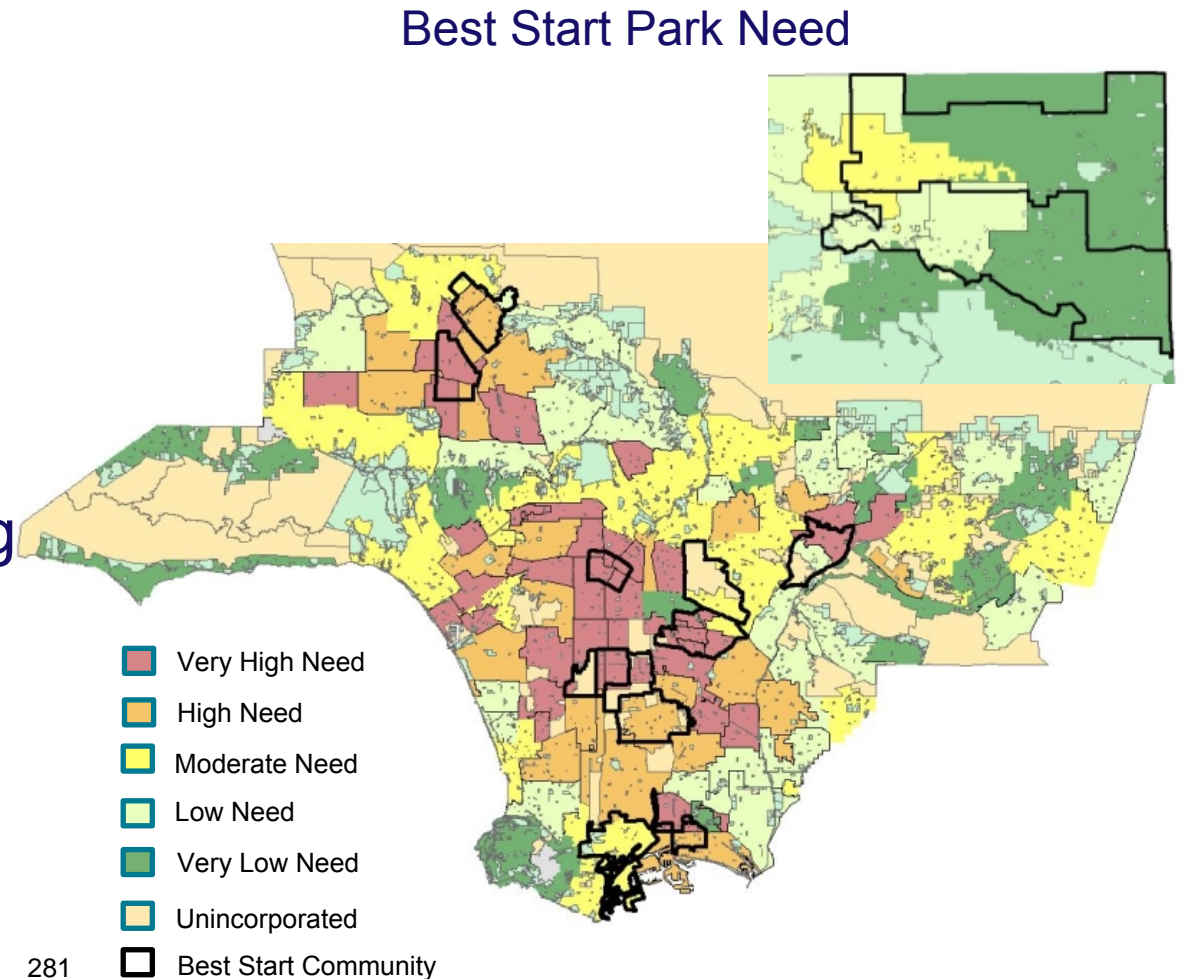 Best Start Park Need
g
Very High Need
High Need
Moderate Need
Low Need
Very Low Need
Unincorporated
281
Best Start Community